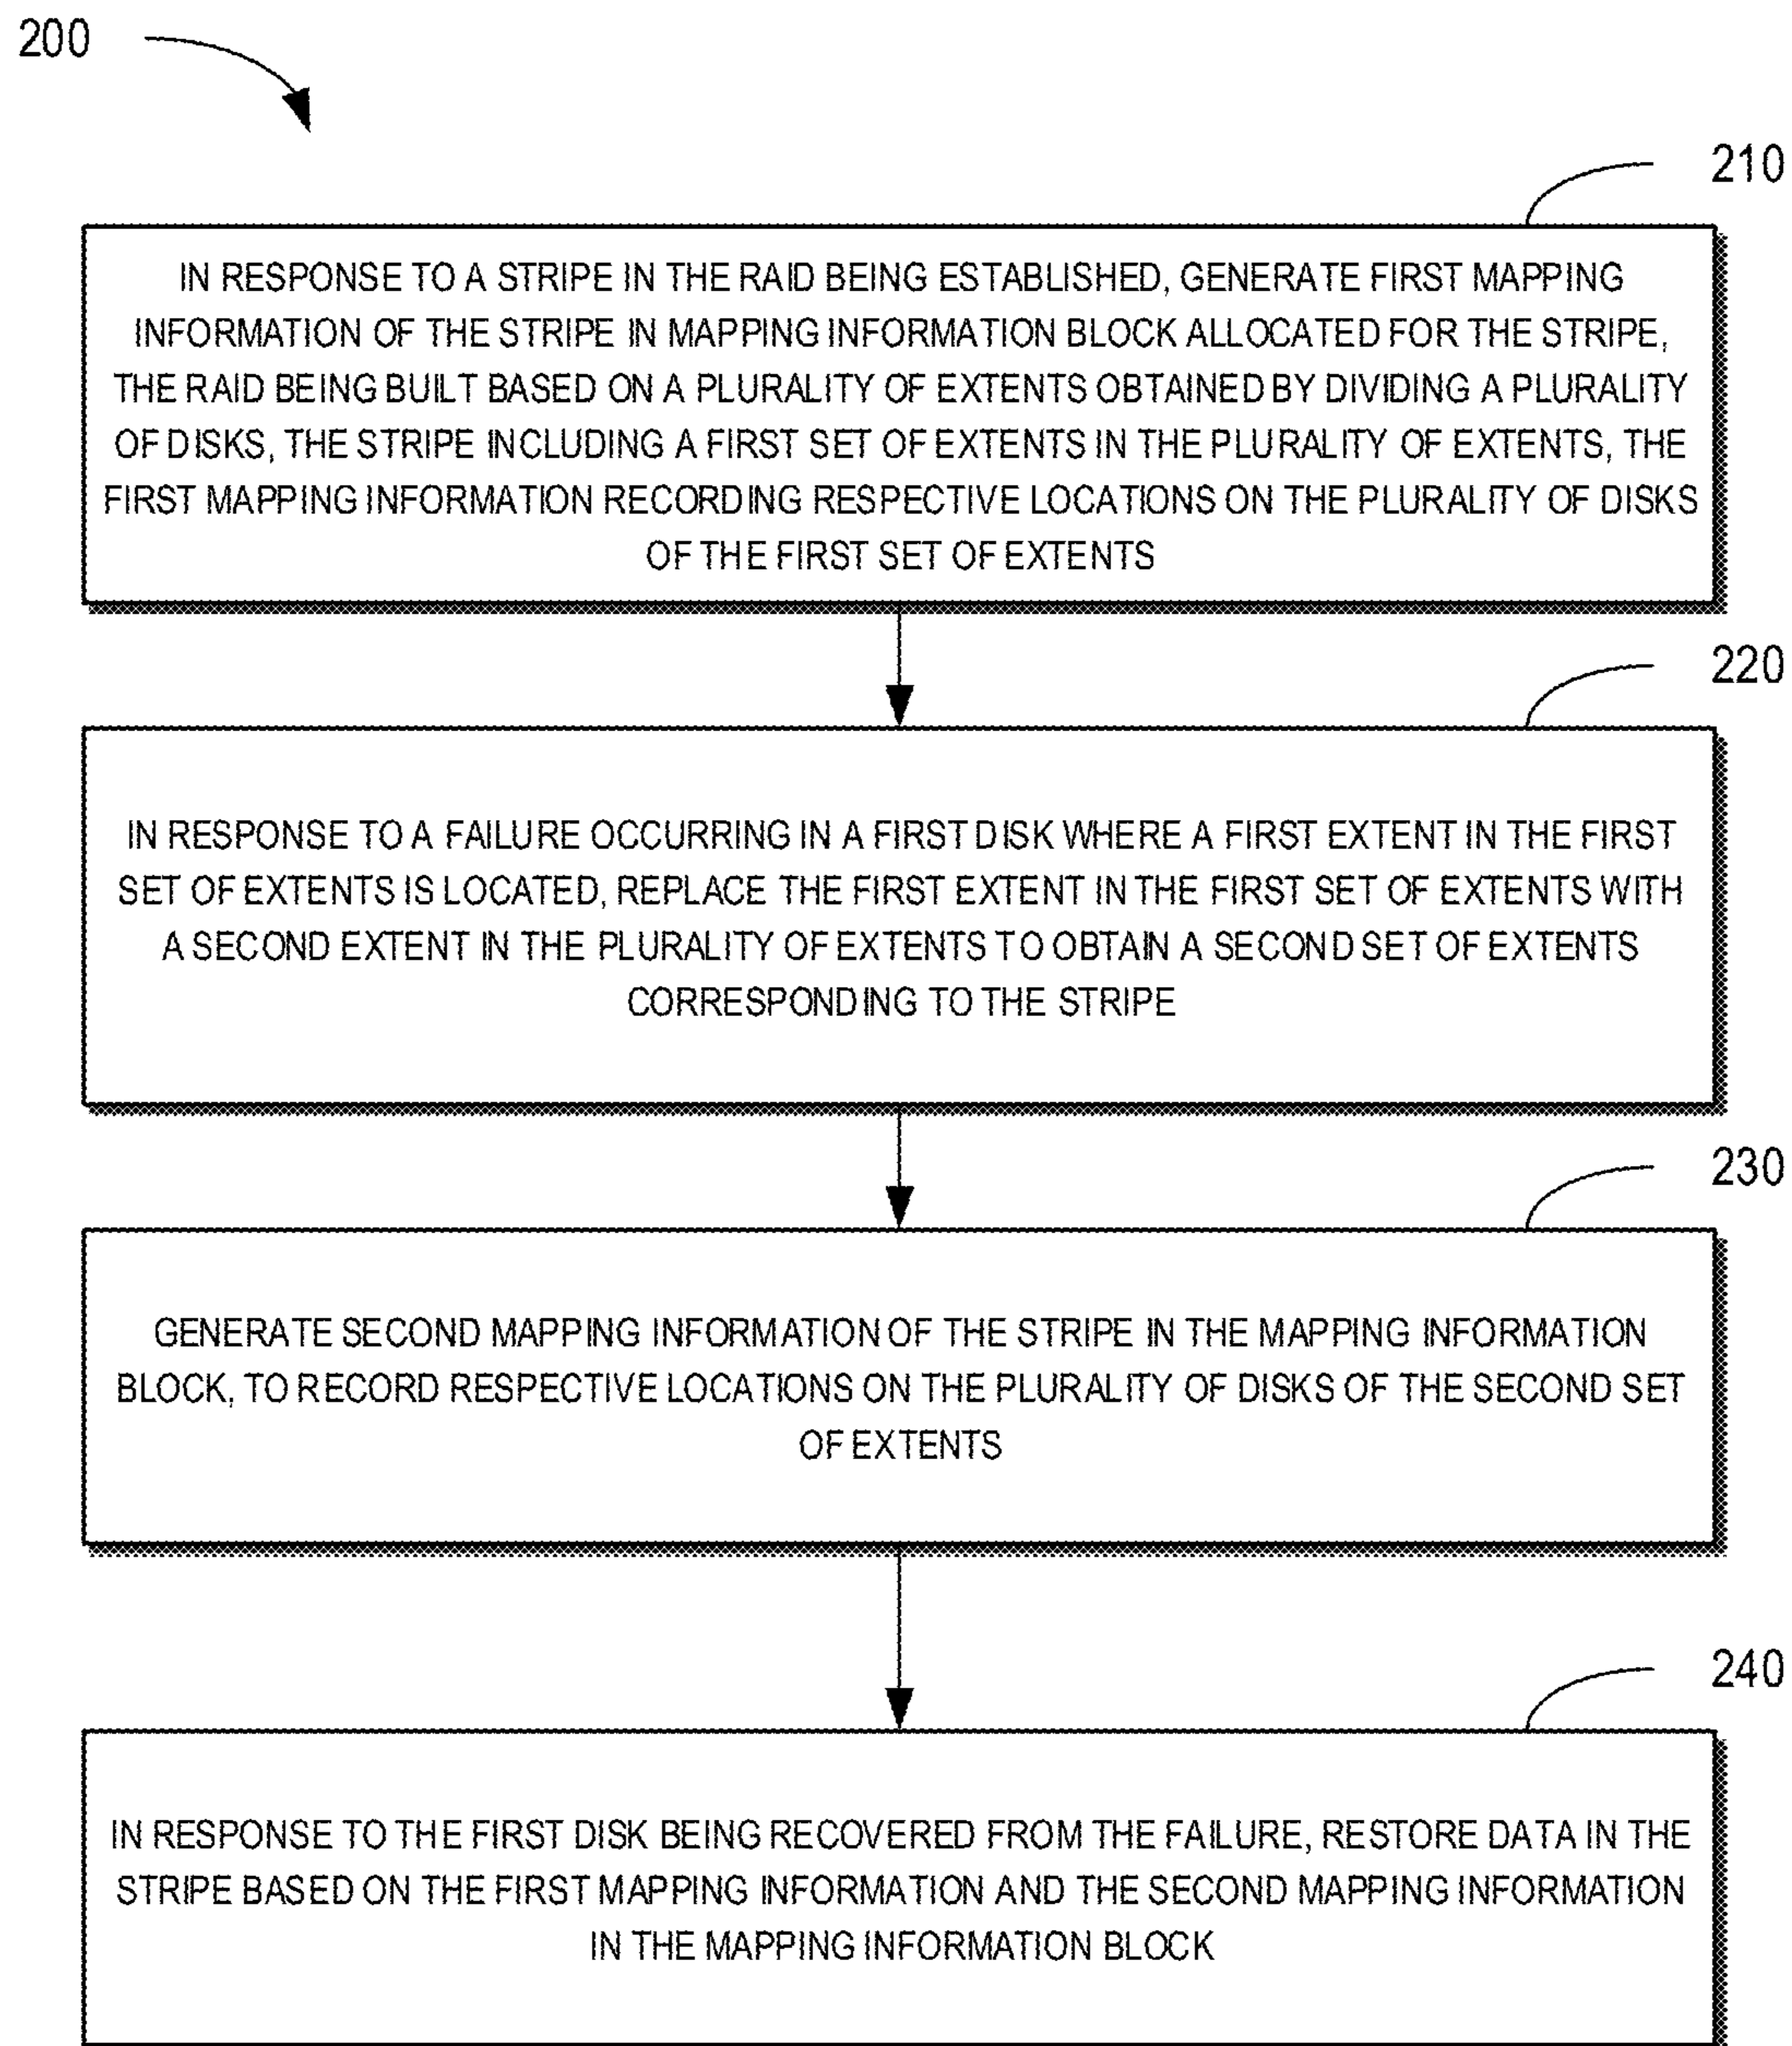 200
210
IN RESPONSE TO A STRIPE IN THE RAID BEING ESTABLISHED, GENERATE FIRST MAPPING
INFORMATION OF THE STRIPE IN MAPPING INFORMATION BLOCK ALLOCATED FOR THE STRIPE,
THE RAID BEING BUILT BASED ON A PLURALITY OF EXTENTS OBTAINED BY DIVIDING A PLURALITY
OF DISKS, THE STRIPE INCLUDING A FIRST SET OF EXTENTS IN THE PLURALITY OF EXTENTS, THE
FIRST MAPPING INFORMATION RECORDING RESPECTIVE LOCATIONS ON THE PLURALITY OF DISKS
OF THE FIRST SET OF EXTENTS
220
IN RESPONSE TO A FAILURE OCCURRING IN A FIRST DISK WHERE A FIRST EXTENT IN THE FIRST
SET OF EXTENTS IS LOCATED, REPLACE THE FIRST EXTENT IN THE FIRST SET OF EXTENTS WITH
A SECOND EXTENT IN THE PLURALITY OF EXTENTS TO OBTAIN A SECOND SET OF EXTENTS
CORRESPONDING TO THE STRIPE
230
GENERATE SECOND MAPPING INFORMATION OF THE STRIPE IN THE MAPPING INFORMATION
BLOCK, TO RECORD RESPECTIVE LOCATIONS ON THE PLURALITY OF DISKS OF THE SECOND SET
OF EXTENTS
240
IN RESPONSE TO THE FIRST DISK BEING RECOVERED FROM THE FAILURE, RESTORE DATA IN THE
STRIPE BASED ON THE FIRST MAPPING INFORMATION AND THE SECOND MAPPING INFORMATION
IN THE MAPPING INFORMATION BLOCK